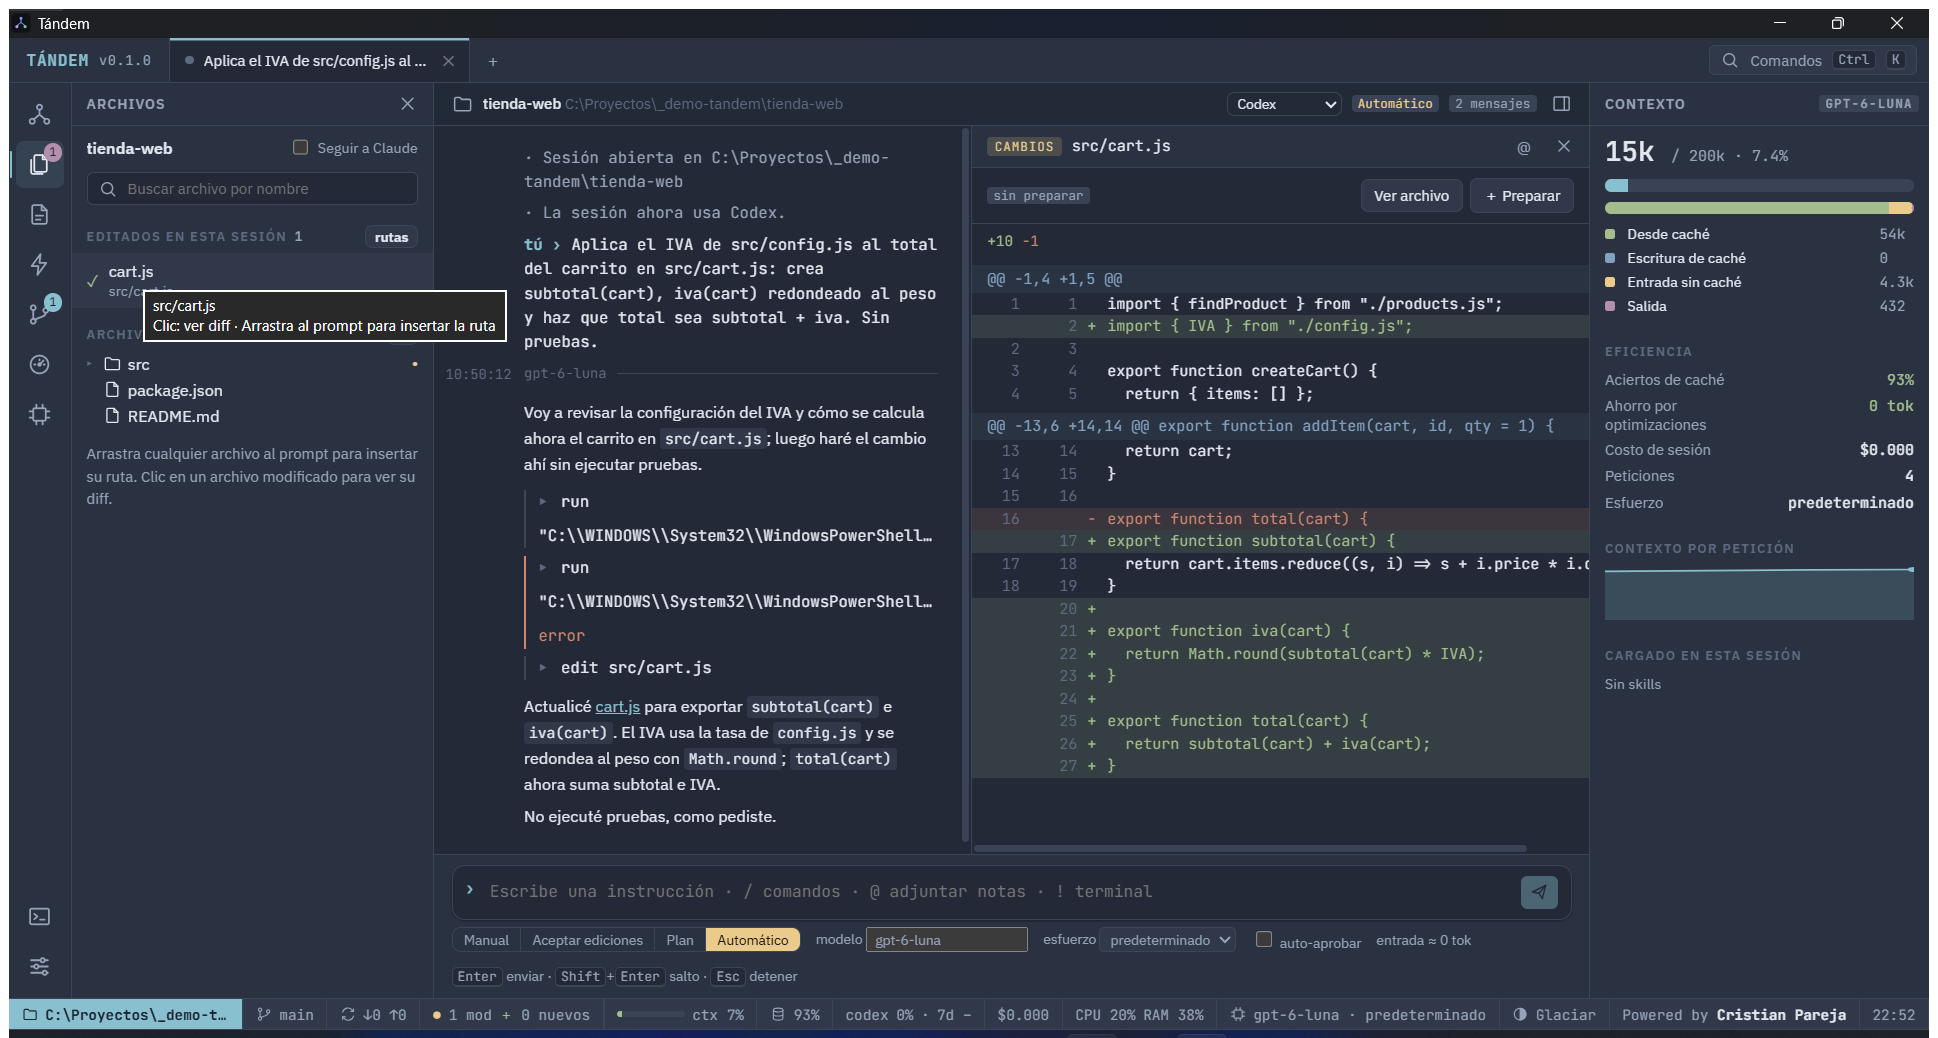 Tándem
TÁNDEM v0.1.0
Aplica el IVA de src/config.js al ...
+
Comandos Ctrl K
ARCHIVOS
tienda-web
Seguir a Claude
Buscar archivo por nombre
EDITADOS EN ESTA SESIÓN 1
rutas
cart.js
src/cart.js
Clic: ver diff · Arrastra al prompt para insertar la ruta
src
package.json
README.md
Arrastra cualquier archivo al prompt para insertar
su ruta. Clic en un archivo modificado para ver su
diff.
1
1
tienda-web C:\Proyectos\_demo-tandem\tienda-web
Codex
Automático
2 mensajes
· Sesión abierta en C:\Proyectos\_demo-
tandem\tienda-web
· La sesión ahora usa Codex.
tú › Aplica el IVA de src/config.js al total
del carrito en src/cart.js: crea
subtotal(cart), iva(cart) redondeado al peso
y haz que total sea subtotal + iva. Sin
pruebas.
10:50:12 gpt-6-luna
Voy a revisar la configuración del IVA y cómo se calcula
ahora el carrito en src/cart.js; luego haré el cambio
ahí sin ejecutar pruebas.
run
"C:\\WINDOWS\\System32\\WindowsPowerShell…
run
"C:\\WINDOWS\\System32\\WindowsPowerShell…
error
edit src/cart.js
Actualicé cart.js para exportar subtotal(cart) e
iva(cart). El IVA usa la tasa de config.js y se
redondea al peso con Math.round; total(cart)
ahora suma subtotal e IVA.
No ejecuté pruebas, como pediste.
CAMBIOS src/cart.js
@
sin preparar
Ver archivo
+ Preparar
+10 -1
@@ -1,4 +1,5 @@
1 1 import { findProduct } from "./products.js";
2 + import { IVA } from "./config.js";
2 3
3 4 export function createCart() {
4 5 return { items: [] };
@@ -13,6 +14,14 @@ export function addItem(cart, id, qty = 1) {
13 14 return cart;
14 15 }
15 16
16 - export function total(cart) {
17 + export function subtotal(cart) {
17 18 return cart.items.reduce((s, i) => s + i.price * i.
18 19 }
20 +
21 + export function iva(cart) {
22 + return Math.round(subtotal(cart) * IVA);
23 + }
24 +
25 + export function total(cart) {
26 + return subtotal(cart) + iva(cart);
27 + }
CONTEXTO GPT-6-LUNA
15k / 200k · 7.4%
Desde caché 54k
Escritura de caché 0
Entrada sin caché 4.3k
Salida 432
EFICIENCIA
Aciertos de caché 93%
Ahorro por optimizaciones 0 tok
Costo de sesión $0.000
Peticiones 4
Esfuerzo predeterminado
CONTEXTO POR PETICIÓN
CARGADO EN ESTA SESIÓN
Sin skills
› Escribe una instrucción · / comandos · @ adjuntar notas · ! terminal
Manual Aceptar ediciones Plan Automático modelo gpt-6-luna esfuerzo predeterminado auto-aprobar entrada ≈ 0 tok
Enter enviar · Shift + Enter salto · Esc detener
C:\Proyectos\_demo-t… main ↓0 ↑0 1 mod + 0 nuevos ctx 7% 93% codex 0% · 7d – $0.000 CPU 20% RAM 38% gpt-6-luna · predeterminado Glaciar Powered by Cristian Pareja 22:52